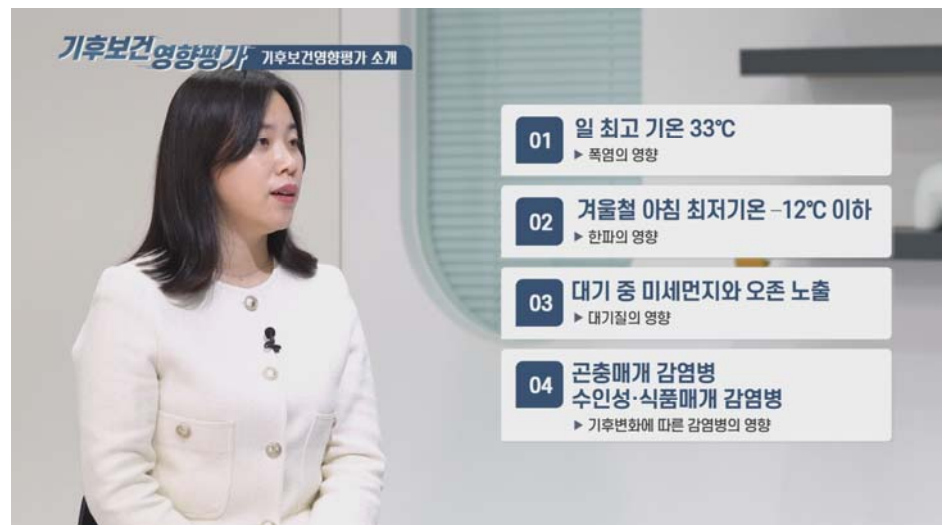 기후보건영향평가 기후보건영향평가 소개
01 일 최고 기온 33℃
▶ 폭염의 영향
02 겨울철 아침 최저기온 –12℃ 이하
▶ 한파의 영향
03 대기 중 미세먼지와 오존 노출
▶ 대기질의 영향
04 곤충매개 감염병
수인성·식품매개 감염병
▶ 기후변화에 따른 감염병의 영향